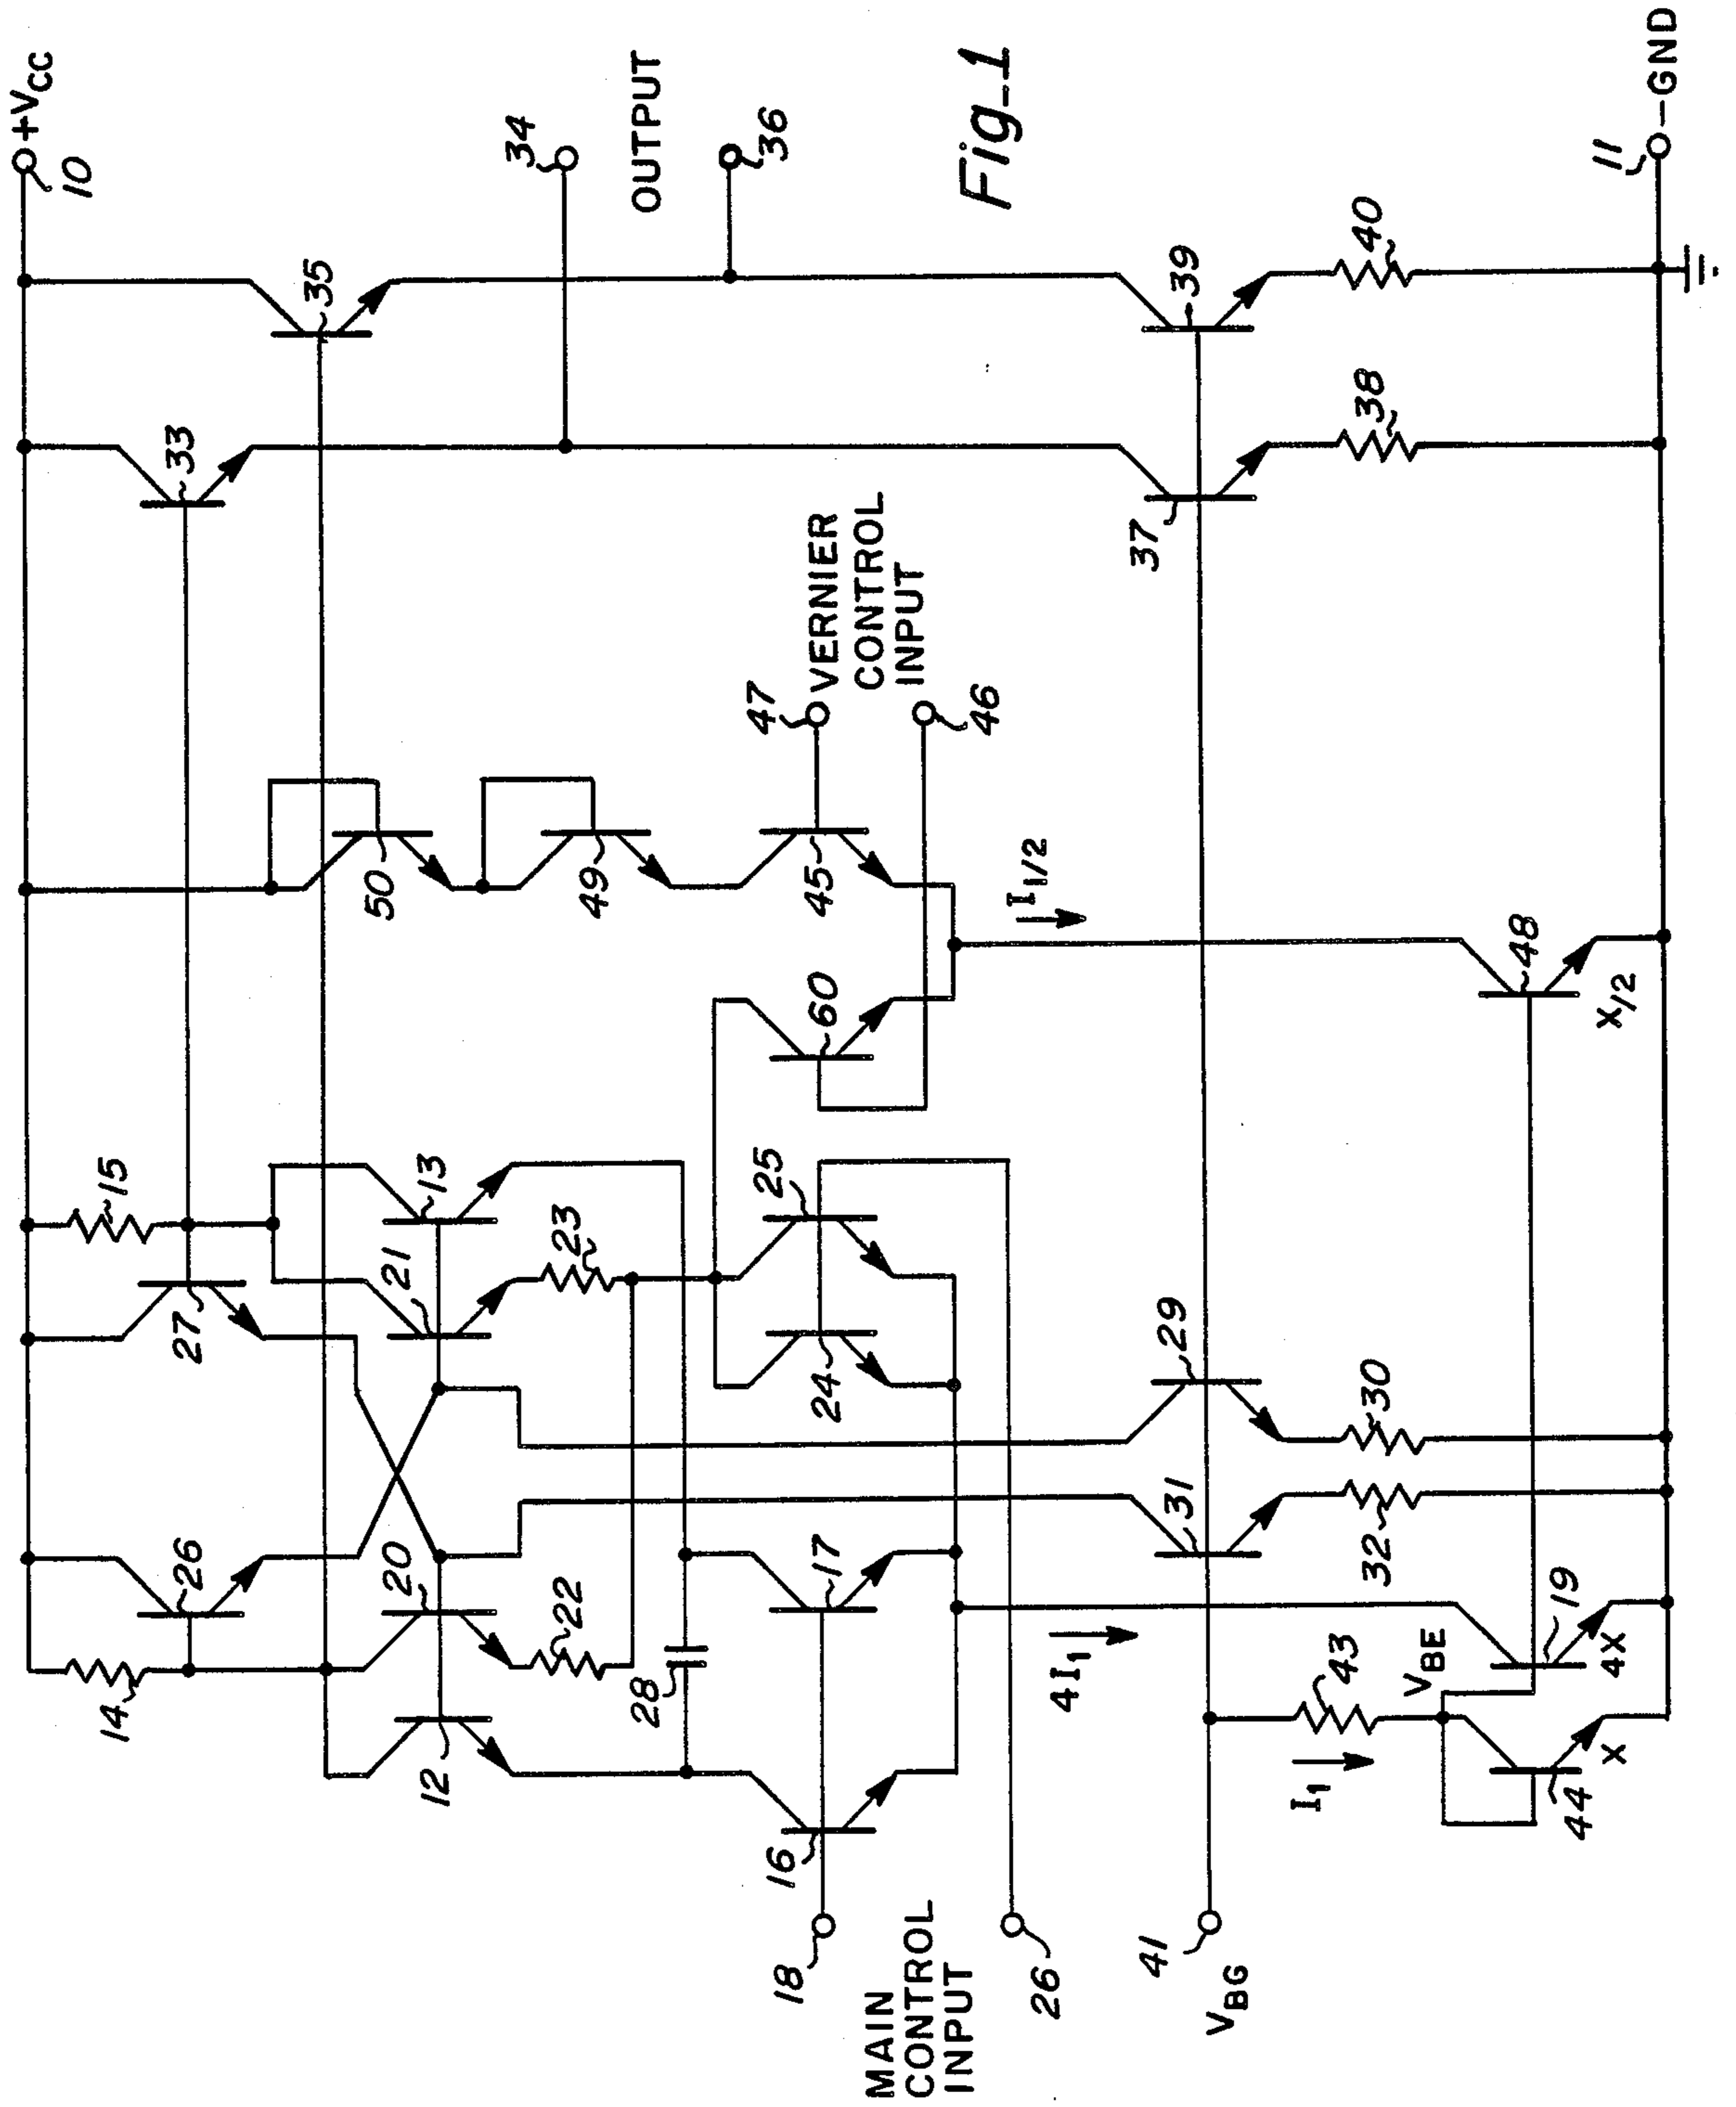 +VCC
10
15
33
27
26
14
35
34
OUTPUT
36
Fig_1
50
13
21
20
12
23
22
49
28
47
VERNIER
CONTROL
INPUT
46
45
60
25
24
17
16
18
MAIN
CONTROL
INPUT
26
I1/2
4I1
37
39
29
31
41
VBG
38
40
30
32
43
I1
VBE
48
X/2
19
4X
44
X
11
-GND